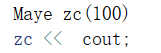 Maye zc(100)
zc << cout;